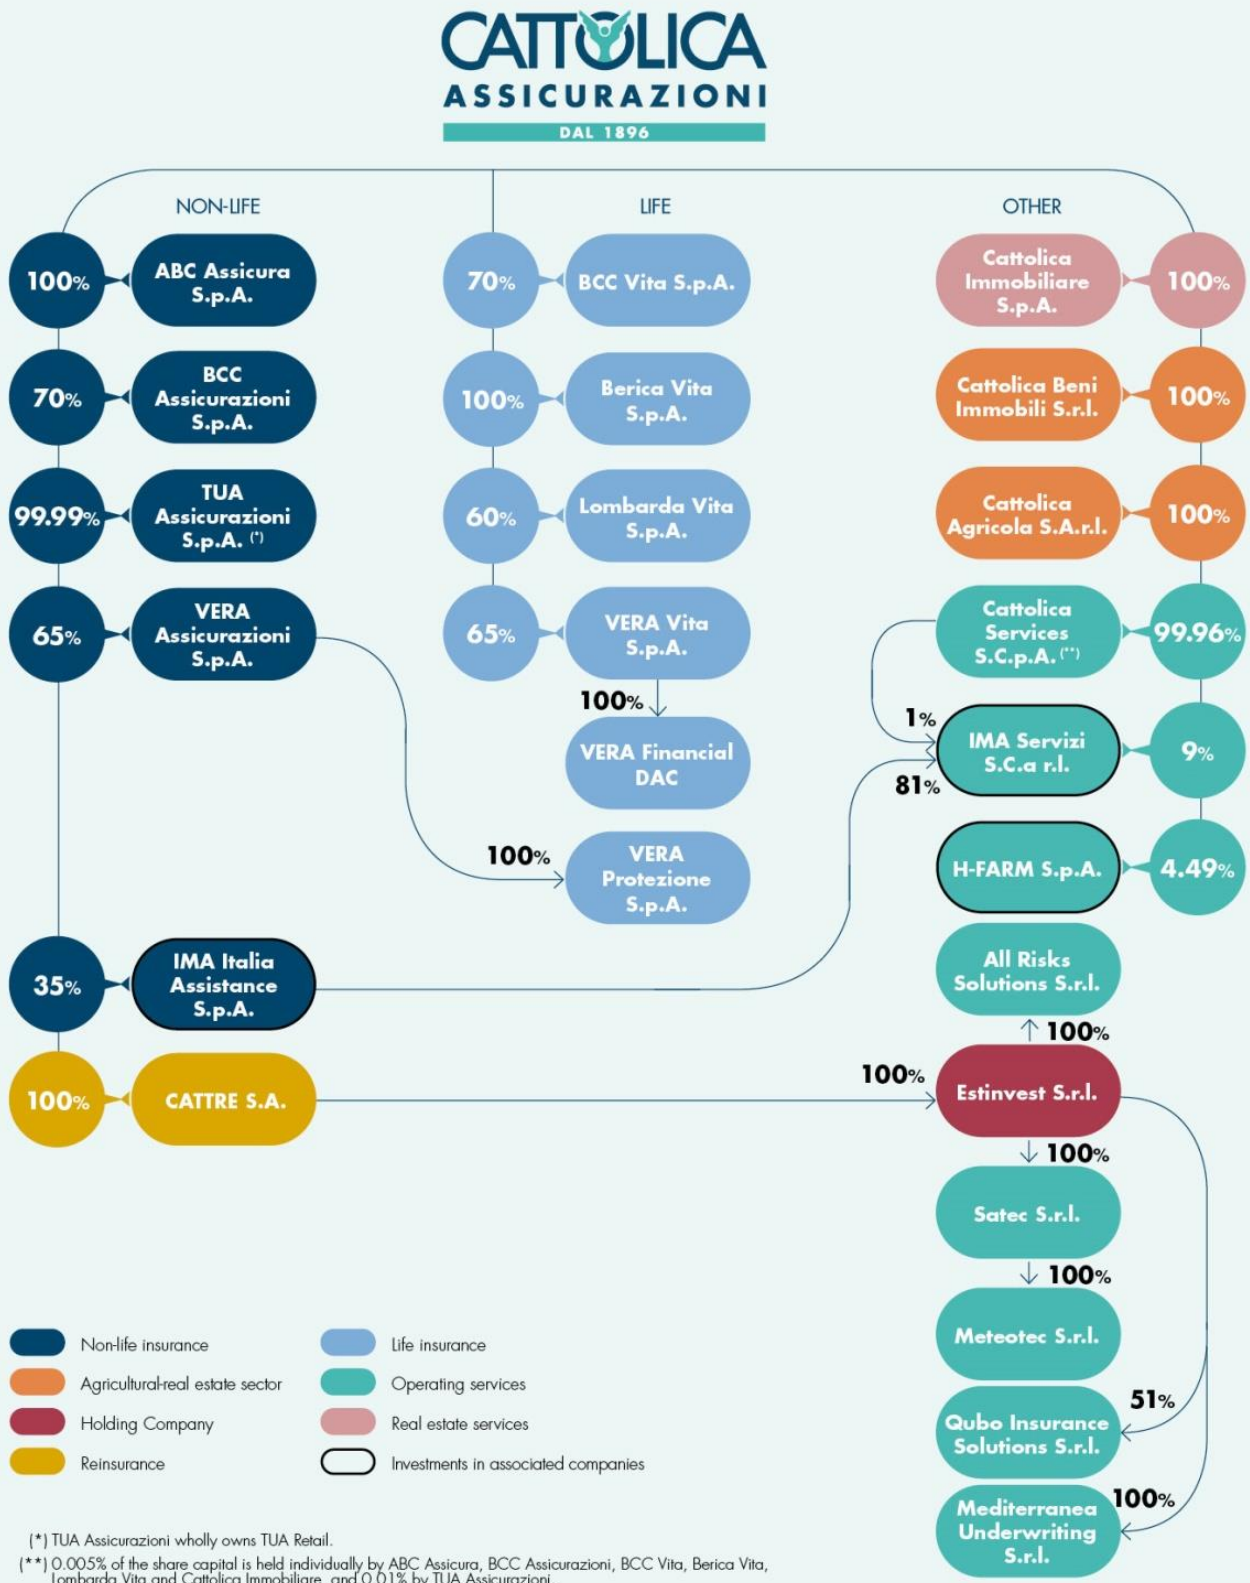 CATTOLICA
ASSICURAZIONI
DAL 1896
NON-LIFE
LIFE
OTHER
100%
ABC Assicura
S.p.A.
70%
BCC Vita S.p.A.
Cattolica
Immobiliare
S.p.A.
100%
70%
BCC
Assicurazioni
S.p.A.
100%
Berica Vita
S.p.A.
Cattolica Beni
Immobili S.r.l.
100%
99.99%
TUA
Assicurazioni
S.p.A. (*)
60%
Lombarda Vita
S.p.A.
Cattolica
Agricola S.A.r.l.
100%
65%
VERA
Assicurazioni
S.p.A.
65%
VERA Vita
S.p.A.
Cattolica
Services
S.C.p.A. (**)
99.96%
100%
VERA Financial
DAC
1%
81%
IMA Servizi
S.C.a r.l.
9%
100%
VERA
Protezione
S.p.A.
H-FARM S.p.A.
4.49%
35%
IMA Italia
Assistance
S.p.A.
All Risks
Solutions S.r.l.
100%
100%
CATTRE S.A.
100%
Estinvest S.r.l.
100%
Satec S.r.l.
100%
Meteotec S.r.l.
51%
Qubo Insurance
Solutions S.r.l.
100%
Mediterranea
Underwriting
S.r.l.
Non-life insurance
Life insurance
Agricultural-real estate sector
Operating services
Holding Company
Real estate services
Reinsurance
Investments in associated companies
(*) TUA Assicurazioni wholly owns TUA Retail.
(**) 0.005% of the share capital is held individually by ABC Assicura, BCC Assicurazioni, BCC Vita, Berica Vita,
Lombarda Vita and Cattolica Immobiliare, and 0.01% by TUA Assicurazioni